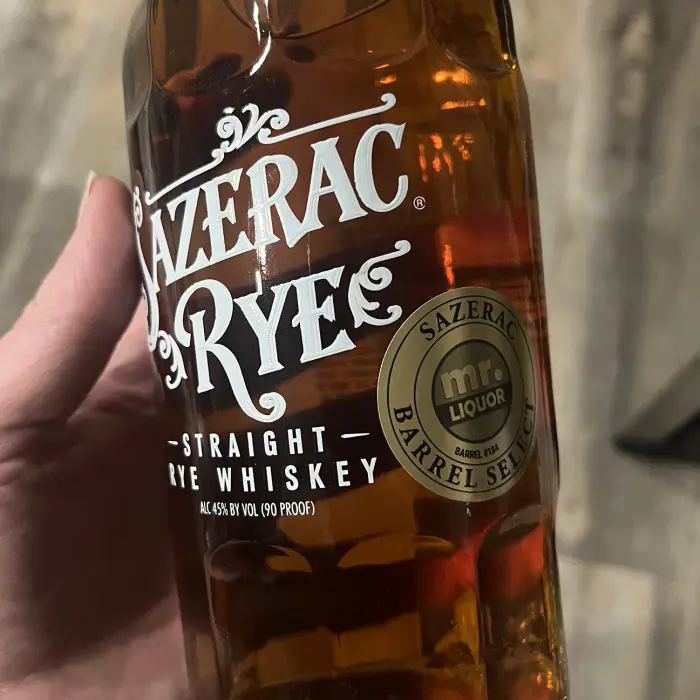 SAZERAC®
RYE
—STRAIGHT—
RYE WHISKEY
ALC 45% BY VOL (90 PROOF)
SAZERAC
mr.
LIQUOR
BARREL #184
BARREL SELECT